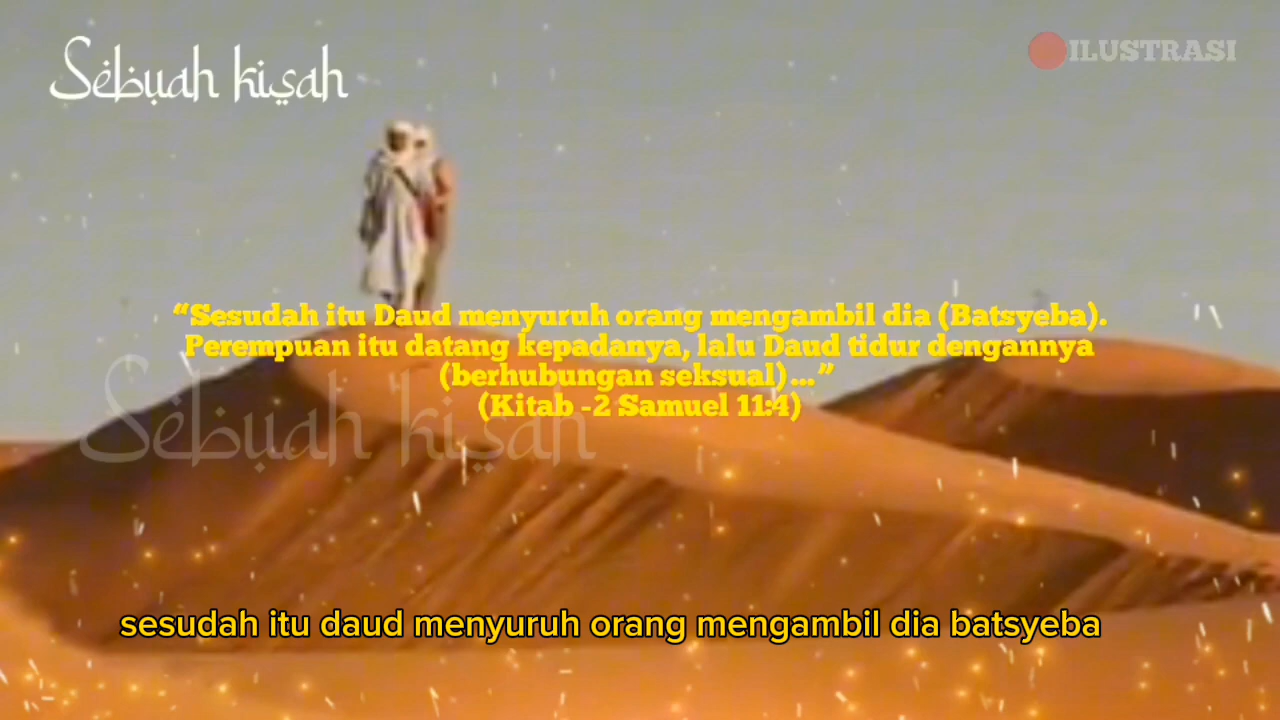 Sebuah kisah
ILUSTRASI
“Sesudah itu Daud menyuruh orang mengambil dia (Batsyeba).
Perempuan itu datang kepadanya, lalu Daud tidur dengannya
(berhubungan seksual)...”
(Kitab -2 Samuel 11:4)
Sebuah kisah
sesudah itu daud menyuruh orang mengambil dia batsyeba